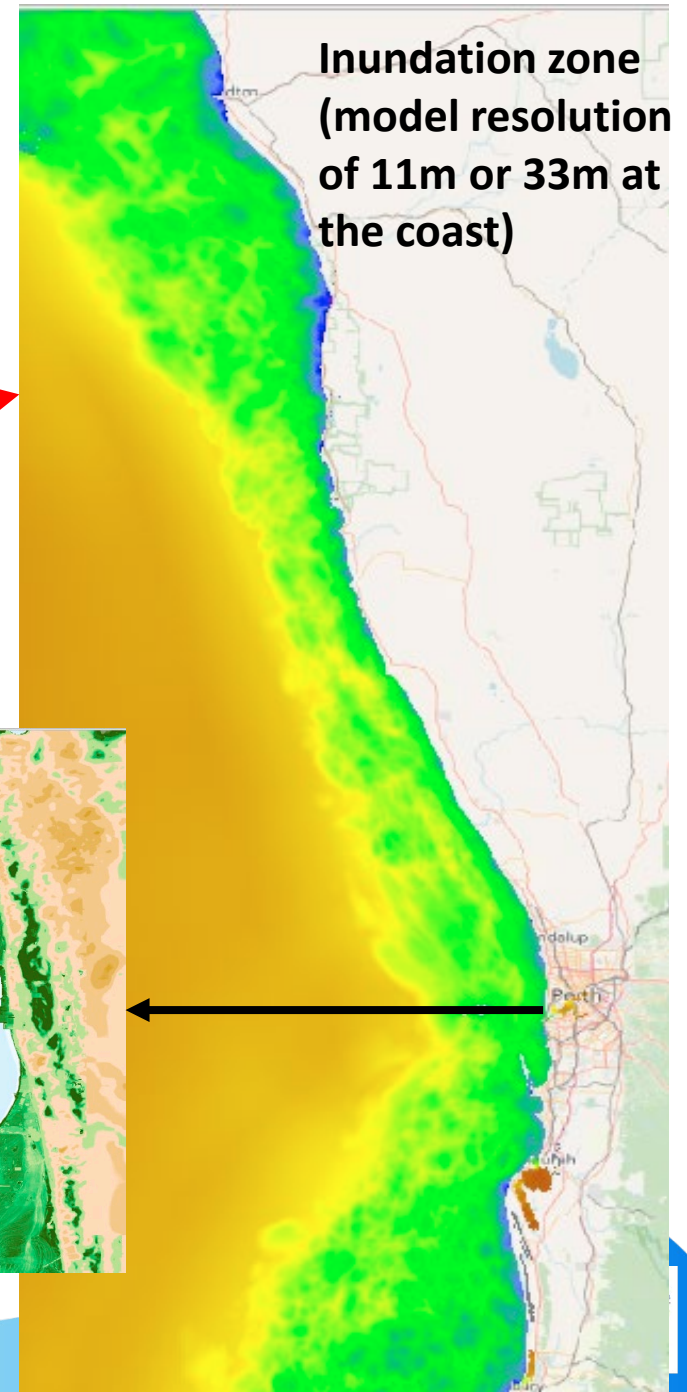 Inundation zone
(model resolution
of 11m or 33m at
the coast)
Perth